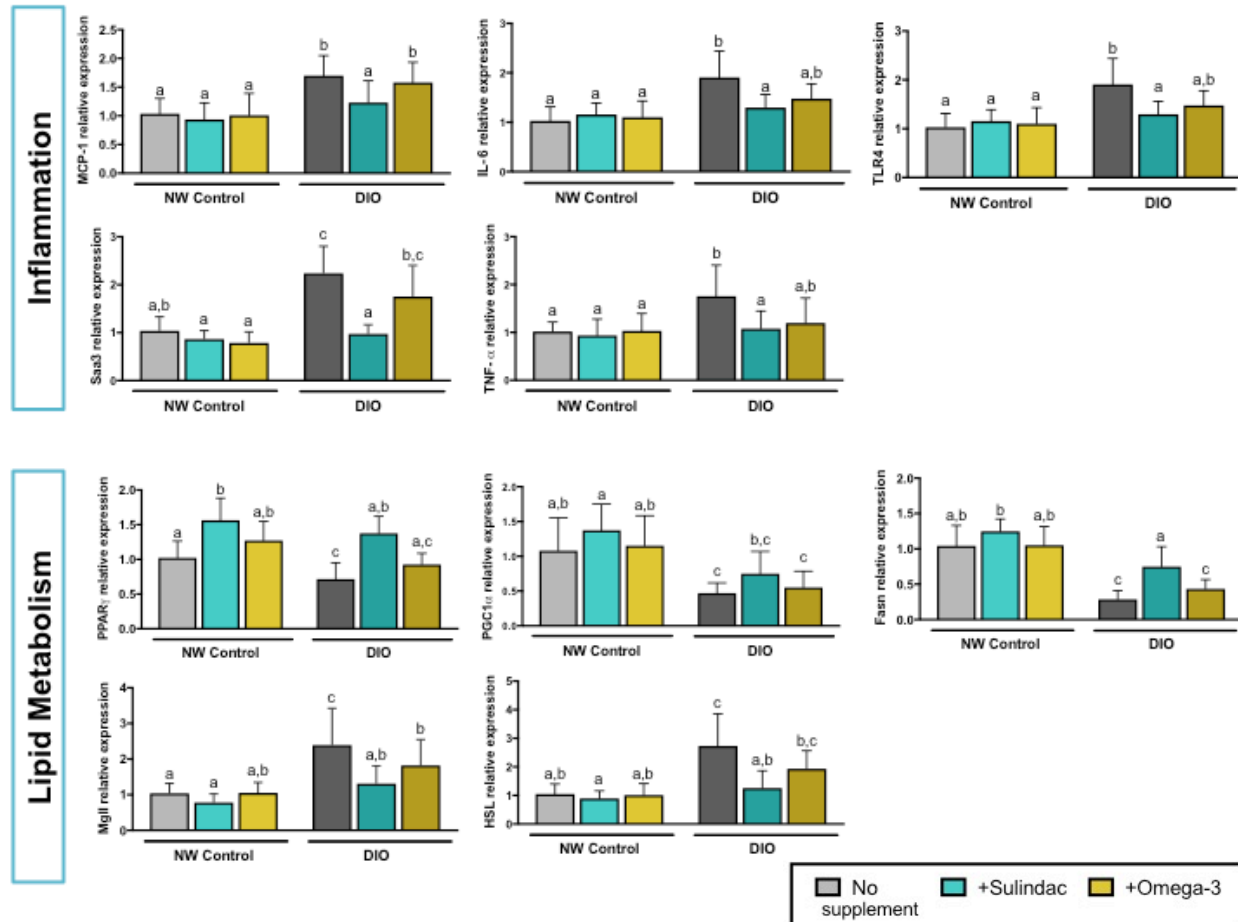 Inflammation
MCP-1 relative expression
2.5
2.0
1.5
1.0
0.5
0.0
a
a
a
b
a
b
NW Control
DIO
IL-6 relative expression
3
2
1
0
a
a
a
b
a
a,b
NW Control
DIO
TLR4 relative expression
3
2
1
0
a
a
a
b
a
a,b
NW Control
DIO
Saa3 relative expression
3
2
1
0
a,b
a
a
c
a
b,c
NW Control
DIO
TNF- α relative expression
3
2
1
0
a
a
a
b
a
a,b
NW Control
DIO
Lipid Metabolism
PPARγ relative expression
2.0
1.5
1.0
0.5
0.0
a
b
a,b
c
a,b
a,c
NW Control
DIO
PGC1α relative expression
2.0
1.5
1.0
0.5
0.0
a,b
a
a,b
c
b,c
c
NW Control
DIO
Fasn relative expression
2.0
1.5
1.0
0.5
0.0
a,b
b
a,b
c
a
c
NW Control
DIO
Mgll relative expression
4
3
2
1
0
a
a
a,b
c
a,b
b
NW Control
DIO
HSL relative expression
5
4
3
2
1
0
a,b
a
a,b
c
a,b
b,c
NW Control
DIO
No supplement
+Sulindac
+Omega-3